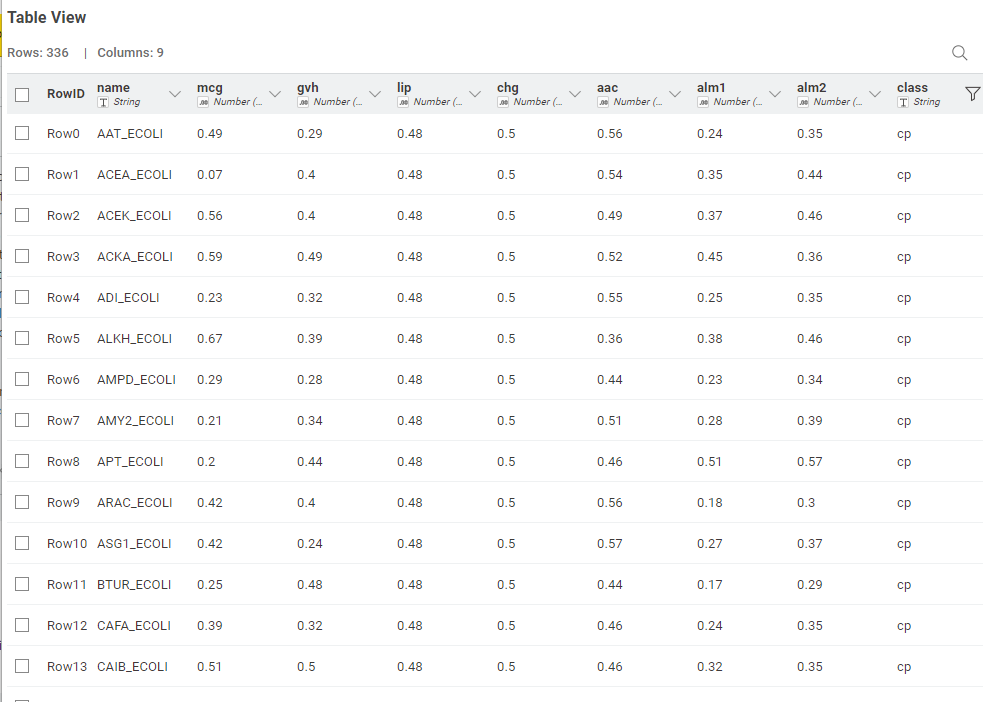 Table View
Rows: 336 | Columns: 9
RowID name mcg gvh lip chg aac alm1 alm2 class
T String .00 Number (... .00 Number (... .00 Number (... .00 Number (... .00 Number (... .00 Number (... .00 Number (... T String
Row0 AAT_ECOLI 0.49 0.29 0.48 0.5 0.56 0.24 0.35 cp
Row1 ACEA_ECOLI 0.07 0.4 0.48 0.5 0.54 0.35 0.44 cp
Row2 ACEK_ECOLI 0.56 0.4 0.48 0.5 0.49 0.37 0.46 cp
Row3 ACKA_ECOLI 0.59 0.49 0.48 0.5 0.52 0.45 0.36 cp
Row4 ADI_ECOLI 0.23 0.32 0.48 0.5 0.55 0.25 0.35 cp
Row5 ALKH_ECOLI 0.67 0.39 0.48 0.5 0.36 0.38 0.46 cp
Row6 AMPD_ECOLI 0.29 0.28 0.48 0.5 0.44 0.23 0.34 cp
Row7 AMY2_ECOLI 0.21 0.34 0.48 0.5 0.51 0.28 0.39 cp
Row8 APT_ECOLI 0.2 0.44 0.48 0.5 0.46 0.51 0.57 cp
Row9 ARAC_ECOLI 0.42 0.4 0.48 0.5 0.56 0.18 0.3 cp
Row10 ASG1_ECOLI 0.42 0.24 0.48 0.5 0.57 0.27 0.37 cp
Row11 BTUR_ECOLI 0.25 0.48 0.48 0.5 0.44 0.17 0.29 cp
Row12 CAFA_ECOLI 0.39 0.32 0.48 0.5 0.46 0.24 0.35 cp
Row13 CAIB_ECOLI 0.51 0.5 0.48 0.5 0.46 0.32 0.35 cp